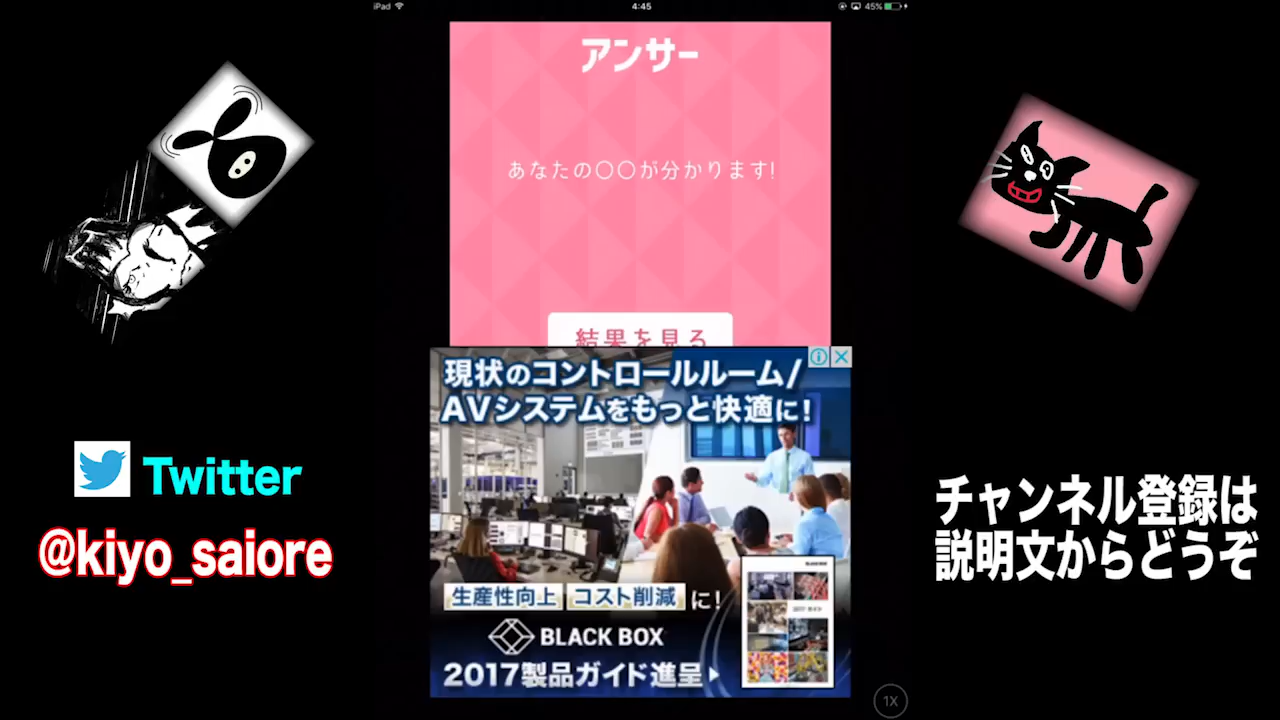 iPad
4:45
45%
アンサー
あなたの〇〇が分かります!
結果を見る
現状のコントロールルーム/
AVシステムをもっと快適に!
生産性向上 コスト削減 に!
BLACK BOX
2017製品ガイド進呈
Twitter
@kiyo_saiore
チャンネル登録は
説明文からどうぞ
1X